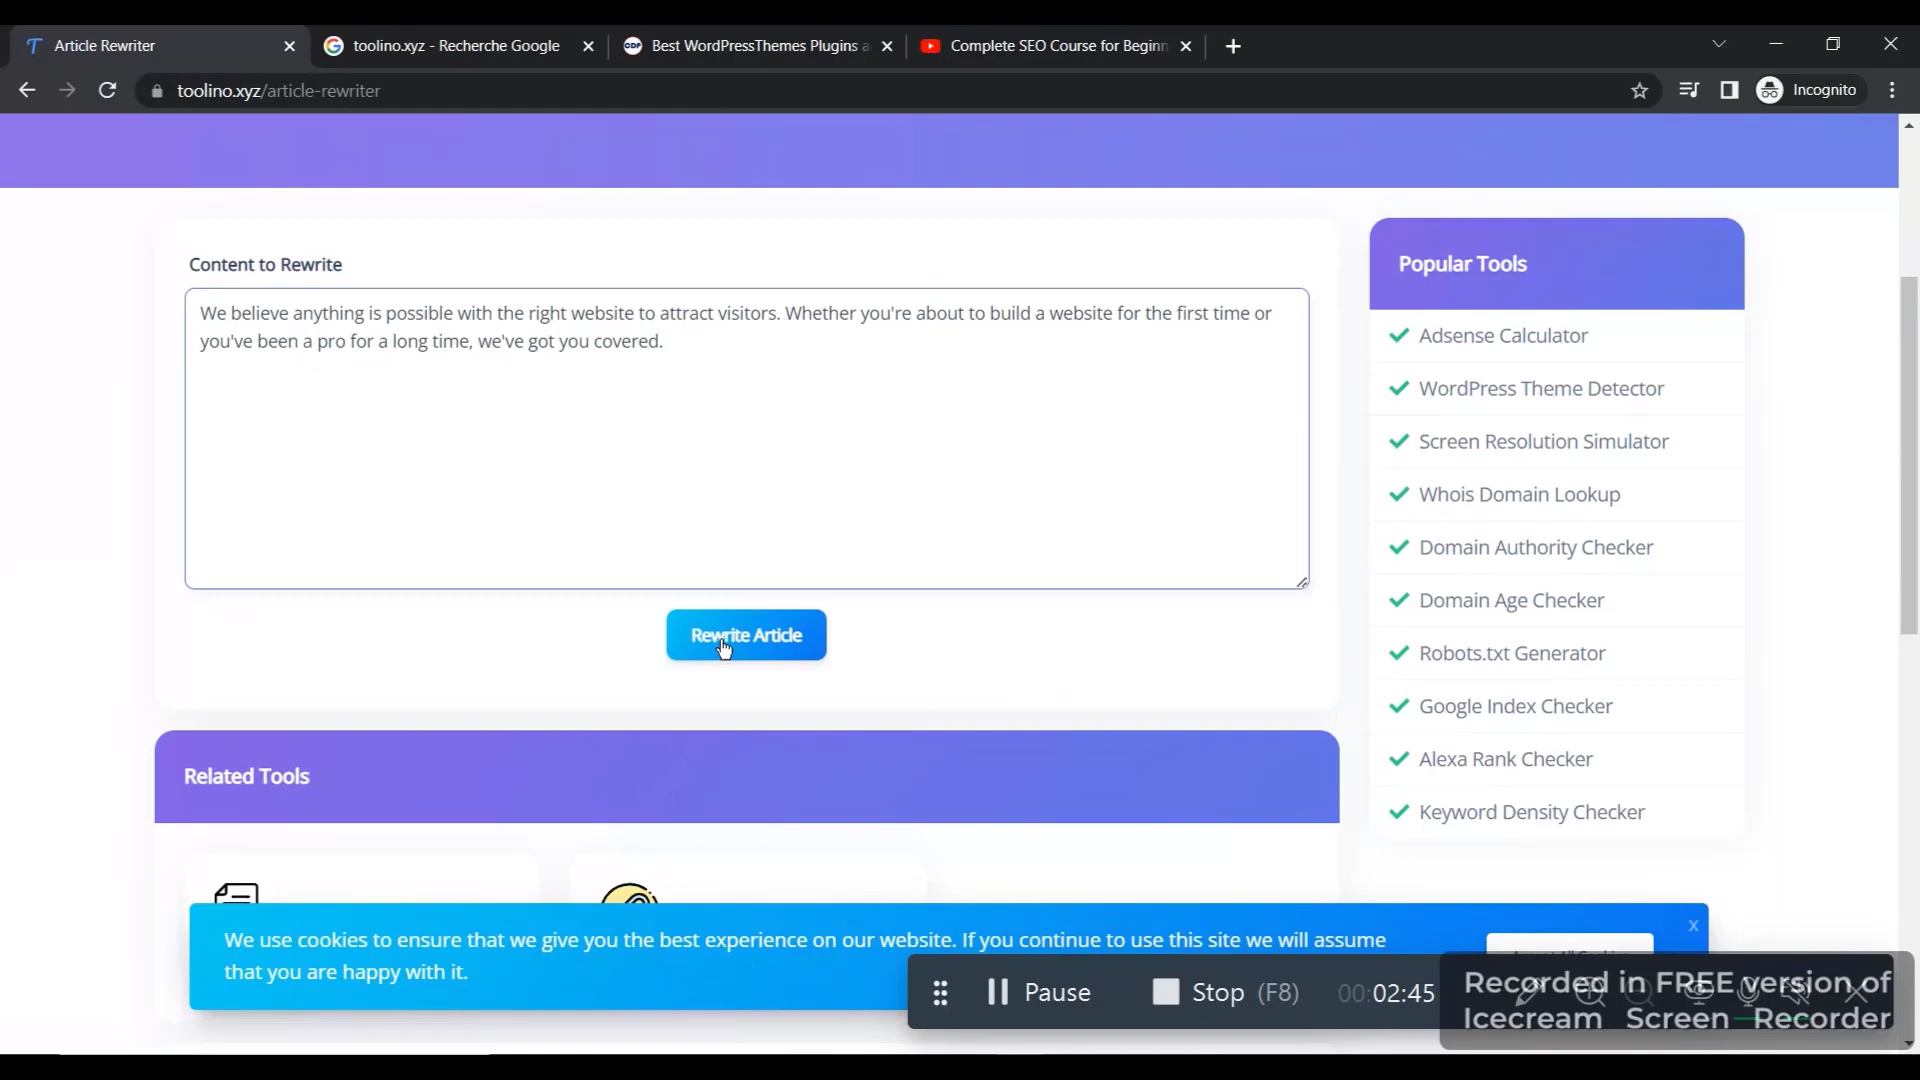 Article Rewriter
toolino.xyz - Recherche Google
CDP
Best WordPressThemes Plugins a
Complete SEO Course for Beginn
toolino.xyz/article-rewriter
Incognito
Content to Rewrite
We believe anything is possible with the right website to attract visitors. Whether you're about to build a website for the first time or
you've been a pro for a long time, we've got you covered.
Rewrite Article
Popular Tools
Adsense Calculator
WordPress Theme Detector
Screen Resolution Simulator
Whois Domain Lookup
Domain Authority Checker
Domain Age Checker
Robots.txt Generator
Google Index Checker
Alexa Rank Checker
Keyword Density Checker
Related Tools
We use cookies to ensure that we give you the best experience on our website. If you continue to use this site we will assume
that you are happy with it.
x
Pause
Stop (F8)
00:02:45
Recorded in FREE version of
Icecream Screen Recorder